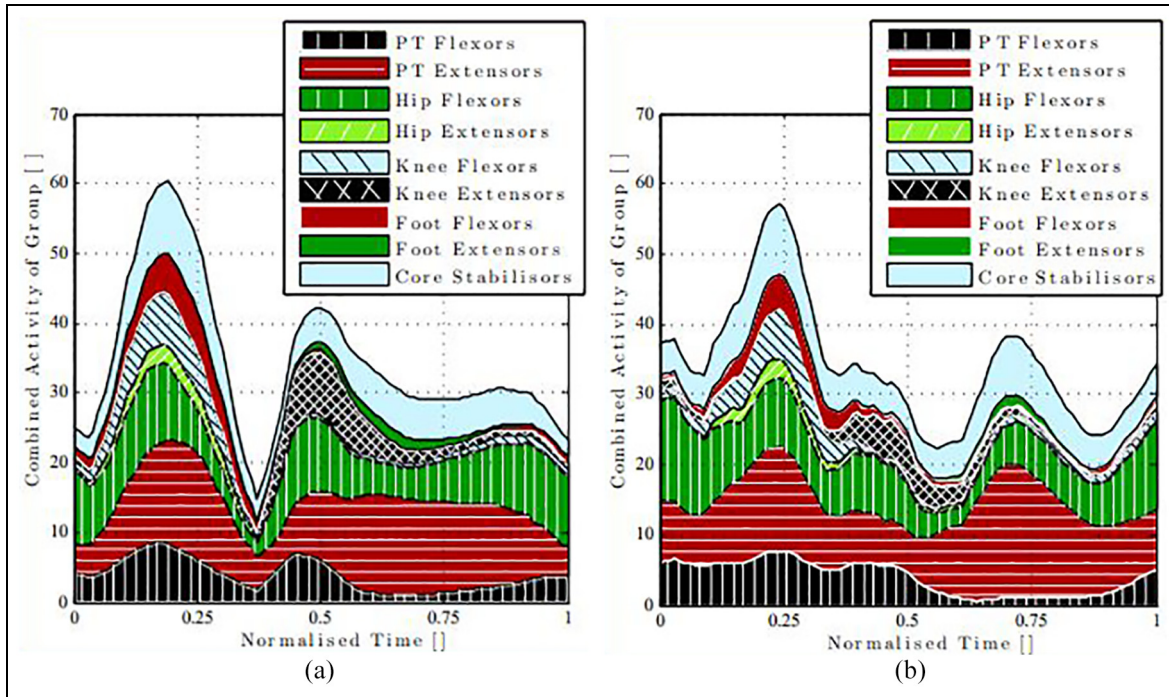 PT Flexors
PT Extensors
Hip Flexors
Hip Extensors
Knee Flexors
Knee Extensors
Foot Flexors
Foot Extensors
Core Stabilisors
Combined Activity of Group []
70
60
50
40
30
20
10
0
0 0.25 0.5 0.75 1
Normalised Time []
(a)
PT Flexors
PT Extensors
Hip Flexors
Hip Extensors
Knee Flexors
Knee Extensors
Foot Flexors
Foot Extensors
Core Stabilisors
Combined Activity of Group []
70
60
50
40
30
20
10
0
0 0.25 0.5 0.75 1
Normalised Time []
(b)